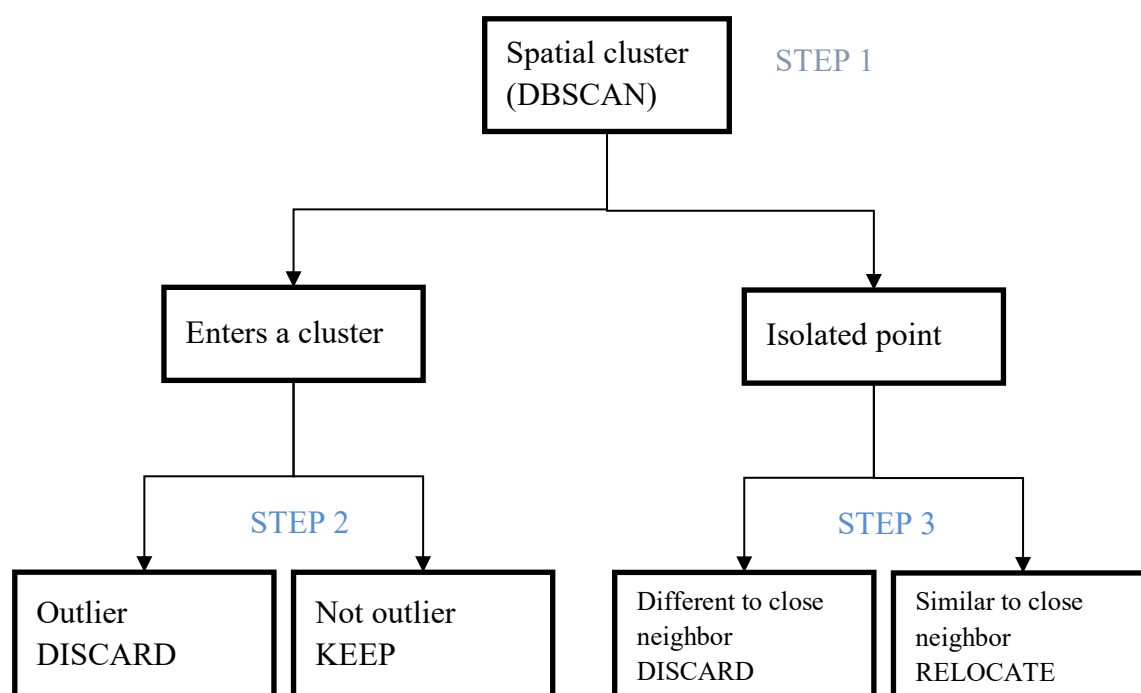 Spatial cluster
(DBSCAN)
STEP 1
Enters a cluster
Isolated point
STEP 2
STEP 3
Outlier
DISCARD
Not outlier
KEEP
Different to close
neighbor
DISCARD
Similar to close
neighbor
RELOCATE